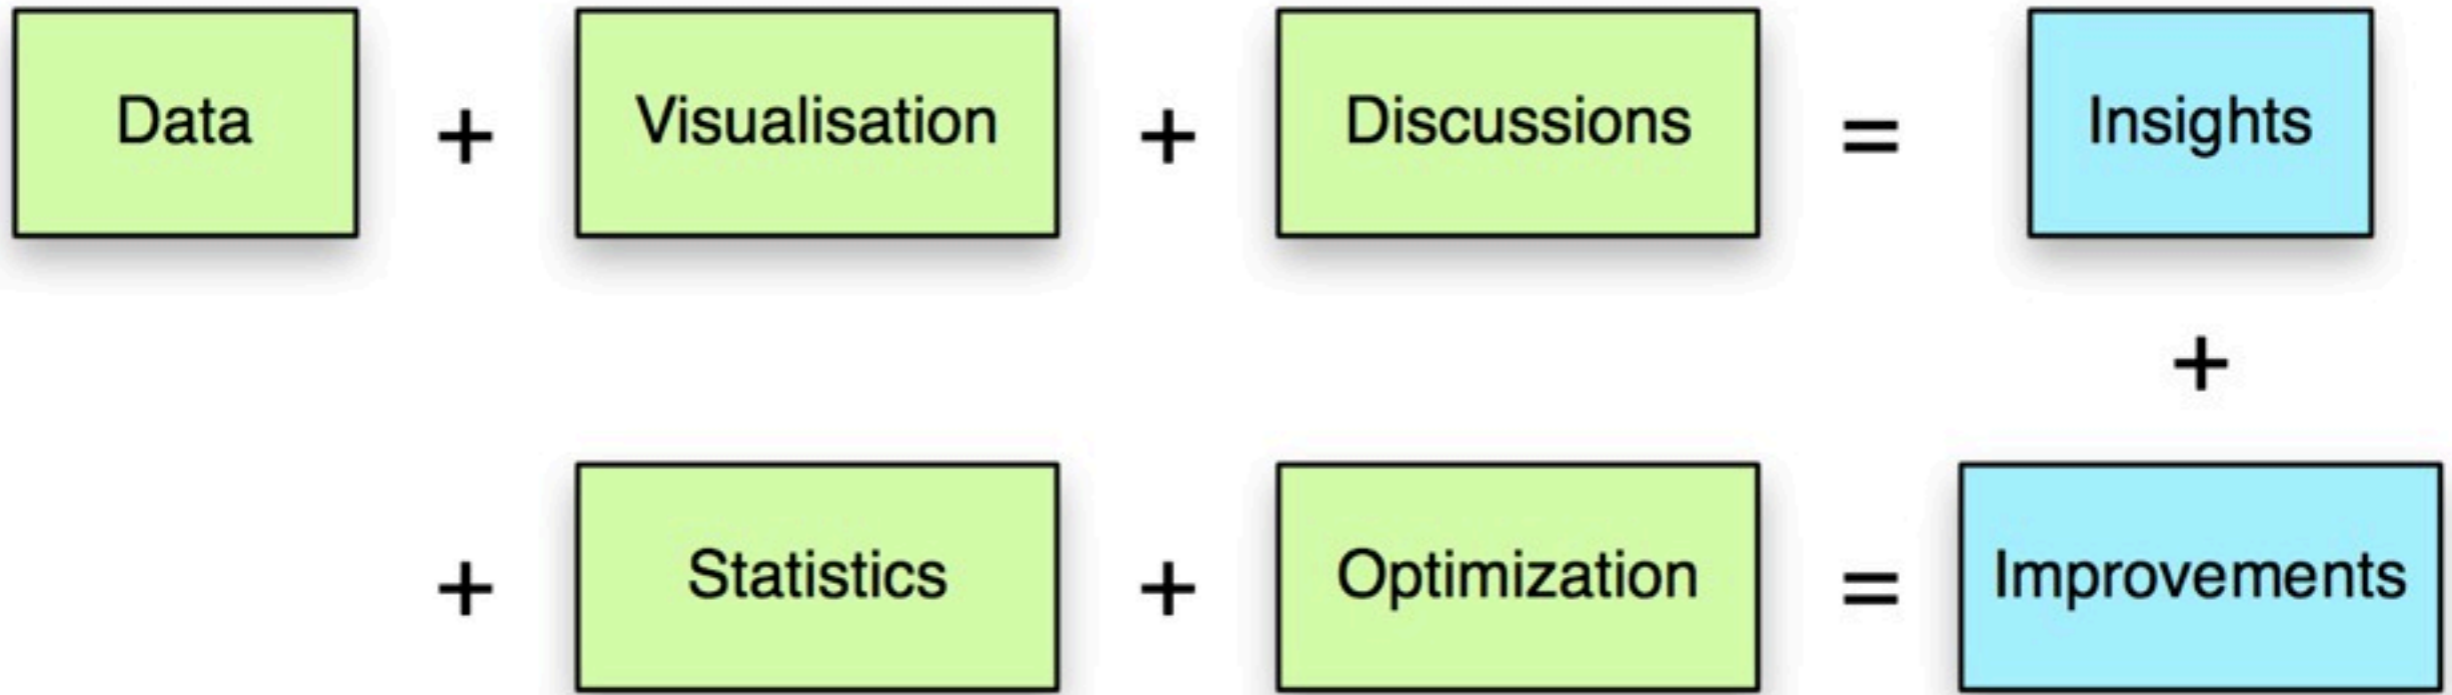 Data + Visualisation + Discussions = Insights
+
+ Statistics + Optimization = Improvements